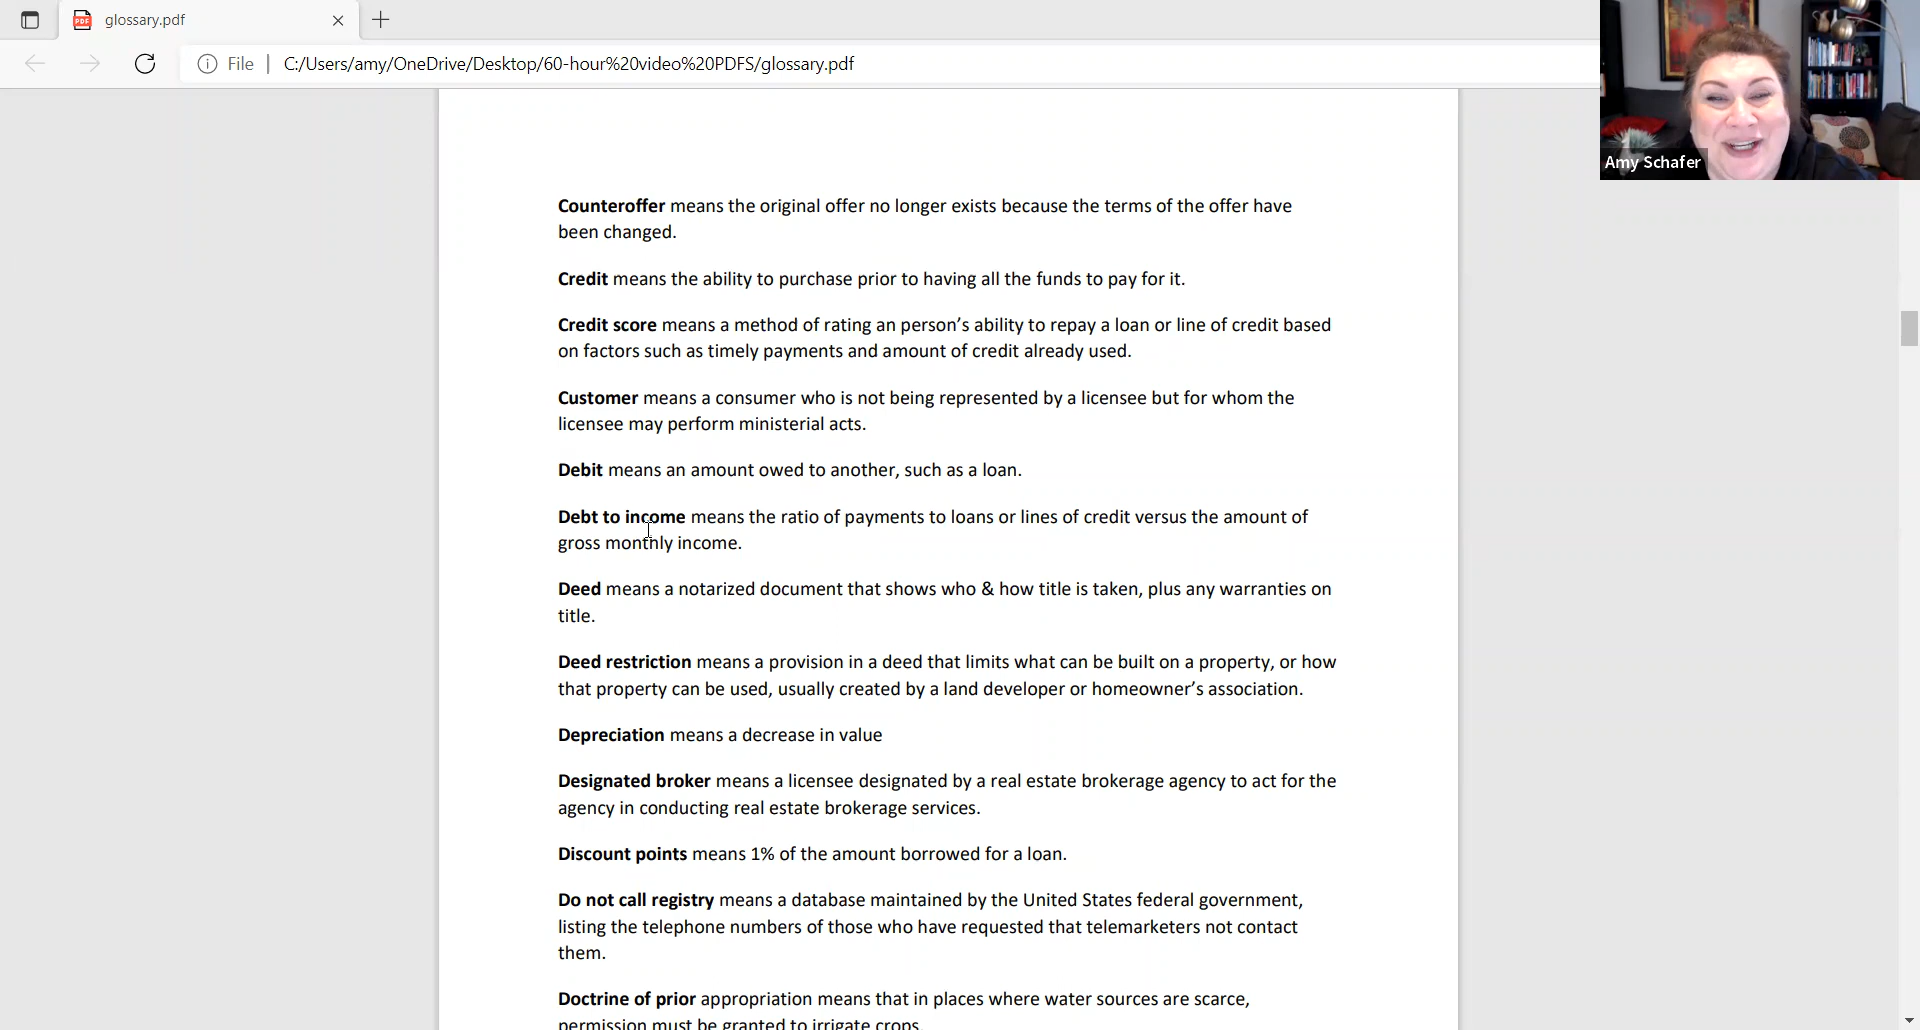 glossary.pdf
File | C:/Users/amy/OneDrive/Desktop/60-hour%20video%20PDFS/glossary.pdf
Amy Schafer
Counteroffer means the original offer no longer exists because the terms of the offer have
been changed.
Credit means the ability to purchase prior to having all the funds to pay for it.
Credit score means a method of rating an person’s ability to repay a loan or line of credit based
on factors such as timely payments and amount of credit already used.
Customer means a consumer who is not being represented by a licensee but for whom the
licensee may perform ministerial acts.
Debit means an amount owed to another, such as a loan.
Debt to income means the ratio of payments to loans or lines of credit versus the amount of
gross monthly income.
Deed means a notarized document that shows who & how title is taken, plus any warranties on
title.
Deed restriction means a provision in a deed that limits what can be built on a property, or how
that property can be used, usually created by a land developer or homeowner’s association.
Depreciation means a decrease in value
Designated broker means a licensee designated by a real estate brokerage agency to act for the
agency in conducting real estate brokerage services.
Discount points means 1% of the amount borrowed for a loan.
Do not call registry means a database maintained by the United States federal government,
listing the telephone numbers of those who have requested that telemarketers not contact
them.
Doctrine of prior appropriation means that in places where water sources are scarce,
permission must be granted to irrigate crops.